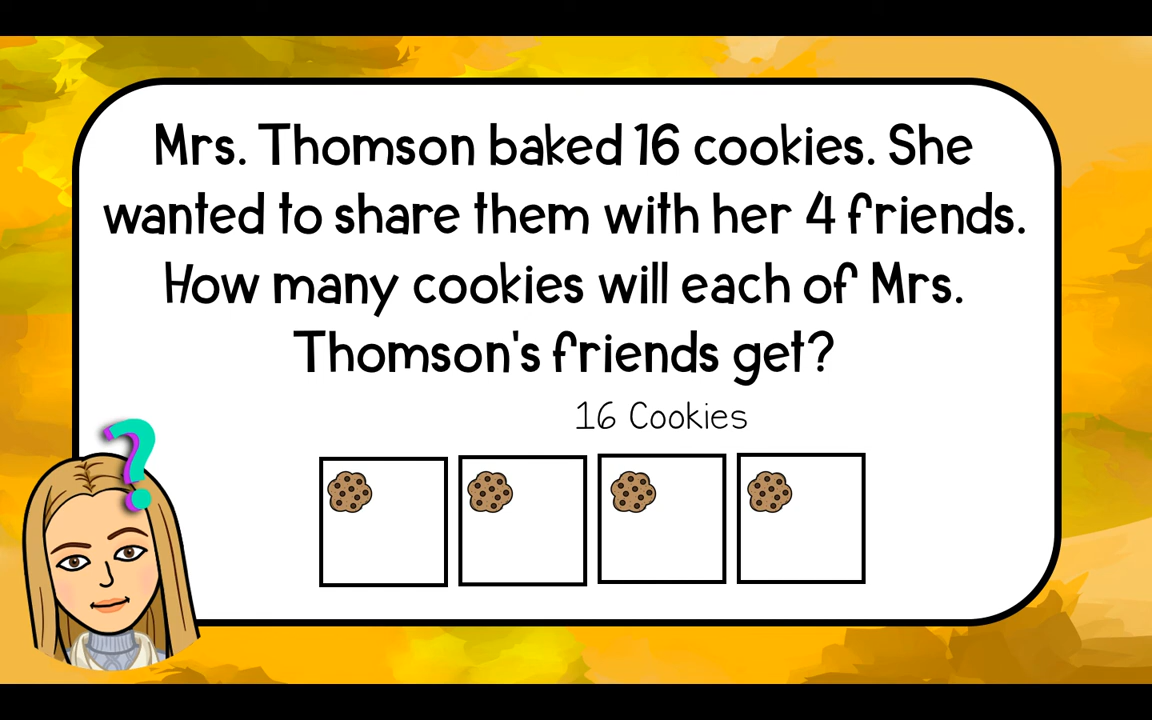 Mrs. Thomson baked 16 cookies. She
wanted to share them with her 4 friends.
How many cookies will each of Mrs.
Thomson's friends get?
16 Cookies
?